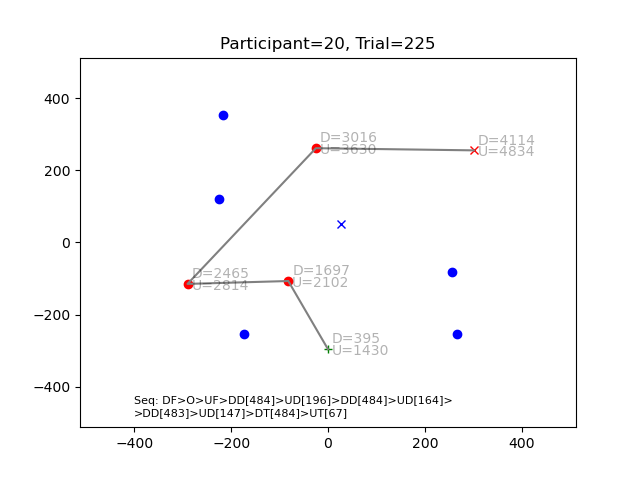 Participant=20, Trial=225
400
200
0
−200
−400
−400
−200
0
200
400
D=3016
U=3630
D=4114
U=4834
D=2465
U=2814
D=1697
U=2102
D=395
U=1430
Seq: DF>O>UF>DD[484]>UD[196]>DD[484]>UD[164]>
>DD[483]>UD[147]>DT[484]>UT[67]